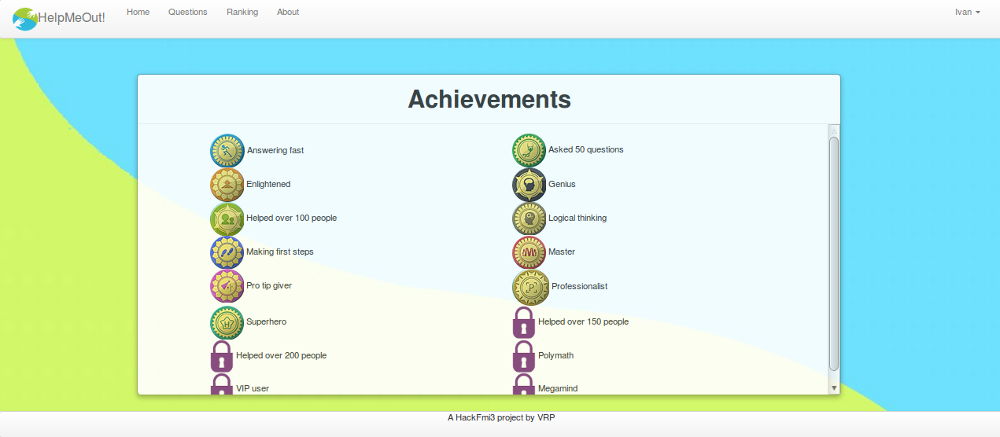 HelpMeOut! Home Questions Ranking About Ivan
Achievements
Answering fast Asked 50 questions
Enlightened Genius
Helped over 100 people Logical thinking
Making first steps Master
Pro tip giver Professionalist
Superhero Helped over 150 people
Helped over 200 people Polymath
VIP user Megamind
A HackFmi3 project by VRP